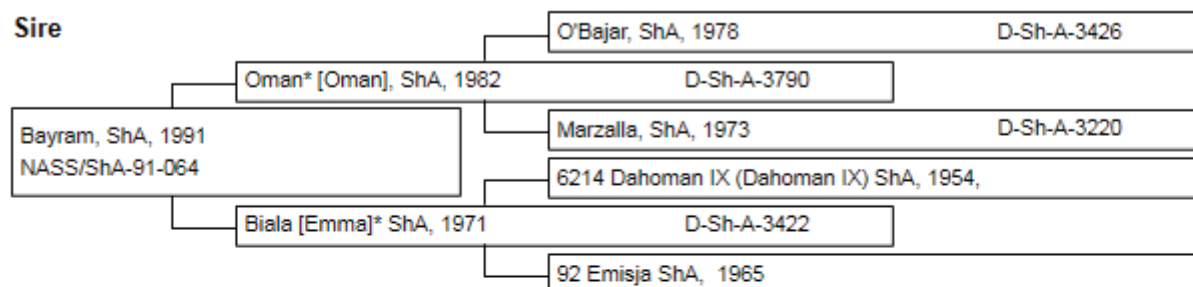 Sire
O'Bajar, ShA, 1978 D-Sh-A-3426
Oman* [Oman], ShA, 1982 D-Sh-A-3790
Marzalla, ShA, 1973 D-Sh-A-3220
Bayram, ShA, 1991
NASS/ShA-91-064
6214 Dahoman IX (Dahoman IX) ShA, 1954,
Biala [Emma]* ShA, 1971 D-Sh-A-3422
92 Emisja ShA, 1965